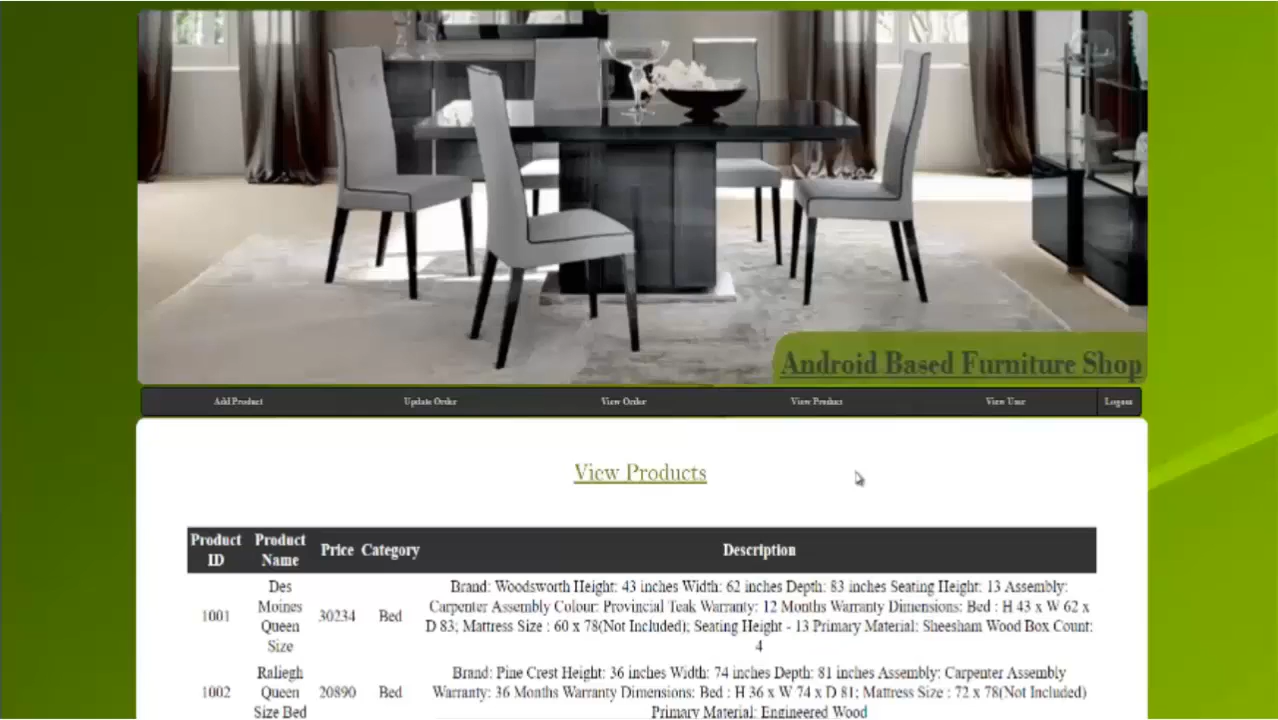 Android Based Furniture Shop
Add Product Update Order View Order View Product View User Logout
View Products
Product ID Product Name Price Category Description
1001 Des Moines Queen Size 30234 Bed
Brand: Woodsworth Height: 43 inches Width: 62 inches Depth: 83 inches Seating Height: 13 Assembly:
Carpenter Assembly Colour: Provincial Teak Warranty: 12 Months Warranty Dimensions: Bed : H 43 x W 62 x
D 83; Mattress Size : 60 x 78(Not Included); Seating Height - 13 Primary Material: Sheesham Wood Box Count:
4
1002 Raliegh Queen Size Bed 20890 Bed
Brand: Pine Crest Height: 36 inches Width: 74 inches Depth: 81 inches Assembly: Carpenter Assembly
Warranty: 36 Months Warranty Dimensions: Bed : H 36 x W 74 x D 81; Mattress Size : 72 x 78(Not Included)
Primary Material: Engineered Wood